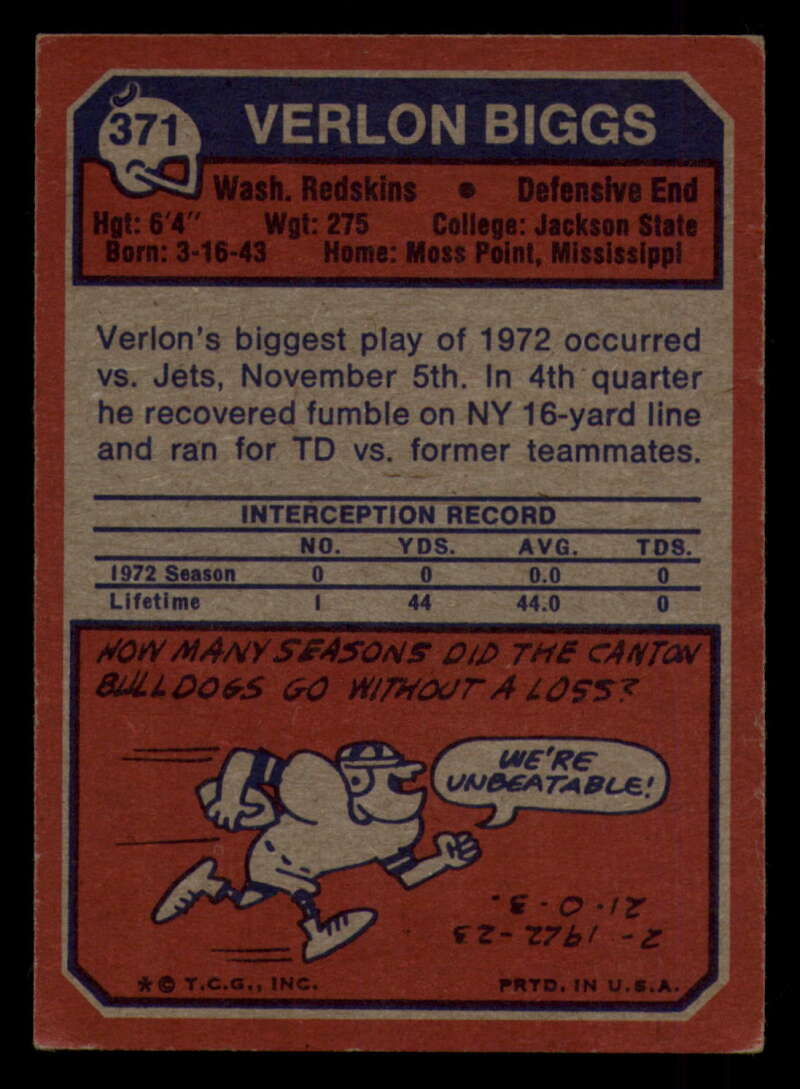 371
VERLON BIGGS
Wash. Redskins • Defensive End
Hgt: 6'4" Wgt: 275 College: Jackson State
Born: 3-16-43 Home: Moss Point, Mississippi
Verlon's biggest play of 1972 occurred
vs. Jets, November 5th. In 4th quarter
he recovered fumble on NY 16-yard line
and ran for TD vs. former teammates.
INTERCEPTION RECORD
NO. YDS. AVG. TDS.
1972 Season 0 0 0.0 0
Lifetime 1 44 44.0 0
HOW MANY SEASONS DID THE CANTON
BULLDOGS GO WITHOUT A LOSS?
WE'RE
UNBEATABLE!
2-1922-23
21-0-3.
* © T.C.G., INC. PRTD. IN U.S.A.